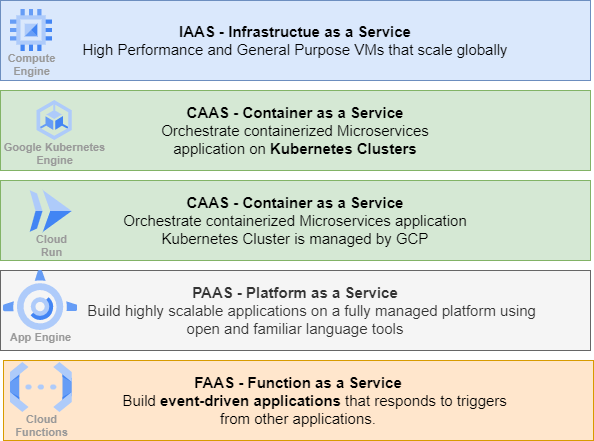 IAAS - Infrastructue as a Service
High Performance and General Purpose VMs that scale globally
Compute
Engine
CAAS - Container as a Service
Orchestrate containerized Microservices
application on Kubernetes Clusters
Google Kubernetes
Engine
CAAS - Container as a Service
Orchestrate containerized Microservices application
Kubernetes Cluster is managed by GCP
Cloud
Run
PAAS - Platform as a Service
Build highly scalable applications on a fully managed platform using
open and familiar language tools
App Engine
FAAS - Function as a Service
Build event-driven applications that responds to triggers
from other applications.
Cloud
Functions